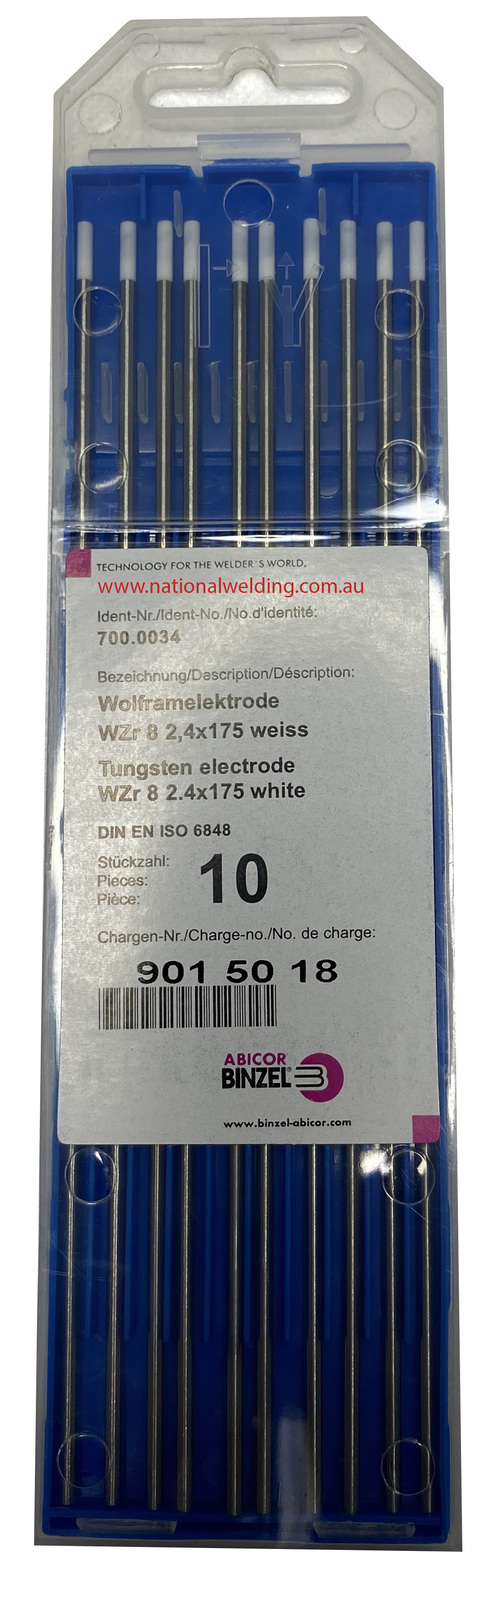 TECHNOLOGY FOR THE WELDER´S WORLD.
www.nationalwelding.com.au
Ident-Nr./Ident-No./No.d'identité:
700.0034
Bezeichnung/Description/Déscription:
Wolframelektrode
WZr 8 2,4x175 weiss
Tungsten electrode
WZr 8 2.4x175 white
DIN EN ISO 6848
Stückzahl:
Pieces:
Pièce:
10
Chargen-Nr./Charge-no./No. de charge:
901 50 18
ABICOR
BINZEL®
www.binzel-abicor.com